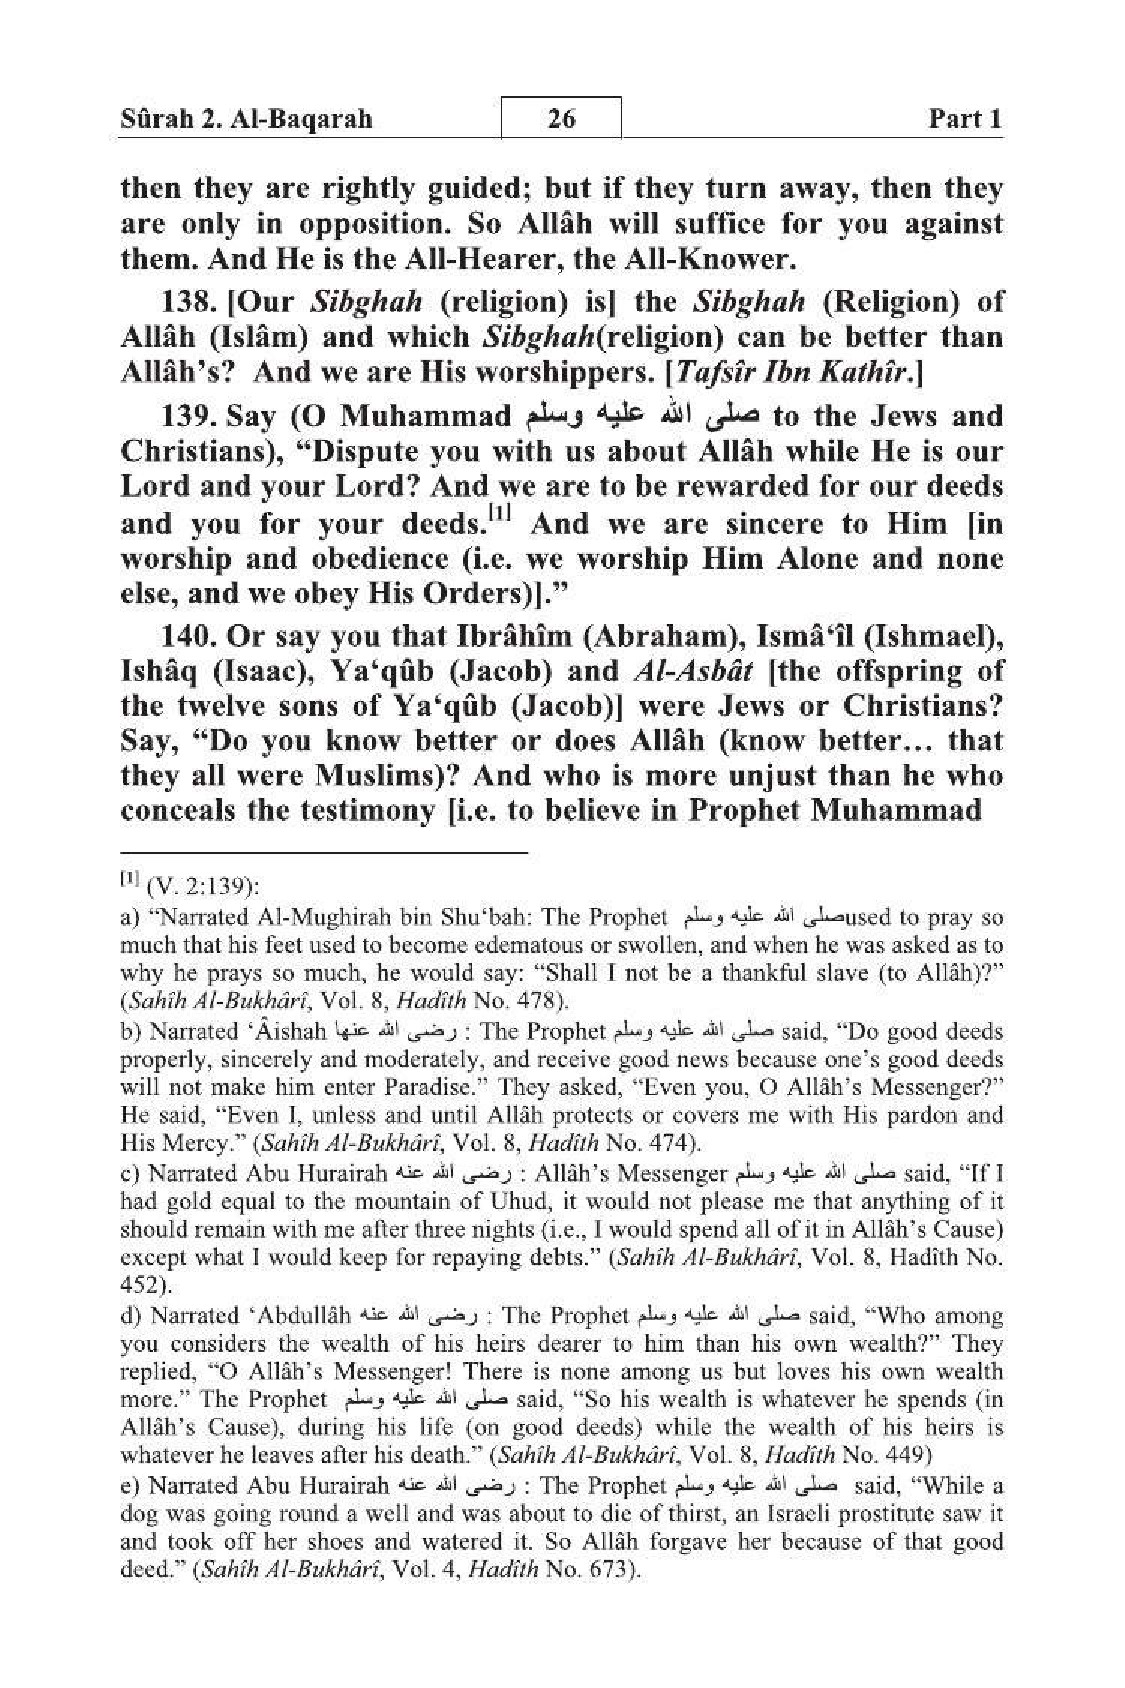 Sûrah 2. Al-Baqarah 26 Part 1
then they are rightly guided; but if they turn away, then they
are only in opposition. So Allâh will suffice for you against
them. And He is the All-Hearer, the All-Knower.
138. [Our Sibghah (religion) is] the Sibghah (Religion) of
Allâh (Islâm) and which Sibghah(religion) can be better than
Allâh’s? And we are His worshippers. [Tafsîr Ibn Kathîr.]
139. Say (O Muhammad صلى الله عليه وسلم to the Jews and
Christians), “Dispute you with us about Allâh while He is our
Lord and your Lord? And we are to be rewarded for our deeds
and you for your deeds.[1] And we are sincere to Him [in
worship and obedience (i.e. we worship Him Alone and none
else, and we obey His Orders)].”
140. Or say you that Ibrâhîm (Abraham), Ismâ‘îl (Ishmael),
Ishâq (Isaac), Ya‘qûb (Jacob) and Al-Asbât [the offspring of
the twelve sons of Ya‘qûb (Jacob)] were Jews or Christians?
Say, “Do you know better or does Allâh (know better… that
they all were Muslims)? And who is more unjust than he who
conceals the testimony [i.e. to believe in Prophet Muhammad
[1] (V. 2:139):
a) “Narrated Al-Mughirah bin Shu‘bah: The Prophet صلى الله عليه وسلمused to pray so
much that his feet used to become edematous or swollen, and when he was asked as to
why he prays so much, he would say: “Shall I not be a thankful slave (to Allâh)?”
(Sahîh Al-Bukhârî, Vol. 8, Hadîth No. 478).
b) Narrated ‘Âishah رضى الله عنها : The Prophet صلى الله عليه وسلم said, “Do good deeds
properly, sincerely and moderately, and receive good news because one’s good deeds
will not make him enter Paradise.” They asked, “Even you, O Allâh’s Messenger?”
He said, “Even I, unless and until Allâh protects or covers me with His pardon and
His Mercy.” (Sahîh Al-Bukhârî, Vol. 8, Hadîth No. 474).
c) Narrated Abu Hurairah رضى الله عنه : Allâh’s Messenger صلى الله عليه وسلم said, “If I
had gold equal to the mountain of Uhud, it would not please me that anything of it
should remain with me after three nights (i.e., I would spend all of it in Allâh’s Cause)
except what I would keep for repaying debts.” (Sahîh Al-Bukhârî, Vol. 8, Hadîth No.
452).
d) Narrated ‘Abdullâh رضى الله عنه : The Prophet صلى الله عليه وسلم said, “Who among
you considers the wealth of his heirs dearer to him than his own wealth?” They
replied, “O Allâh’s Messenger! There is none among us but loves his own wealth
more.” The Prophet صلى الله عليه وسلم said, “So his wealth is whatever he spends (in
Allâh’s Cause), during his life (on good deeds) while the wealth of his heirs is
whatever he leaves after his death.” (Sahîh Al-Bukhârî, Vol. 8, Hadîth No. 449)
e) Narrated Abu Hurairah رضى الله عنه : The Prophet صلى الله عليه وسلم said, “While a
dog was going round a well and was about to die of thirst, an Israeli prostitute saw it
and took off her shoes and watered it. So Allâh forgave her because of that good
deed.” (Sahîh Al-Bukhârî, Vol. 4, Hadîth No. 673).